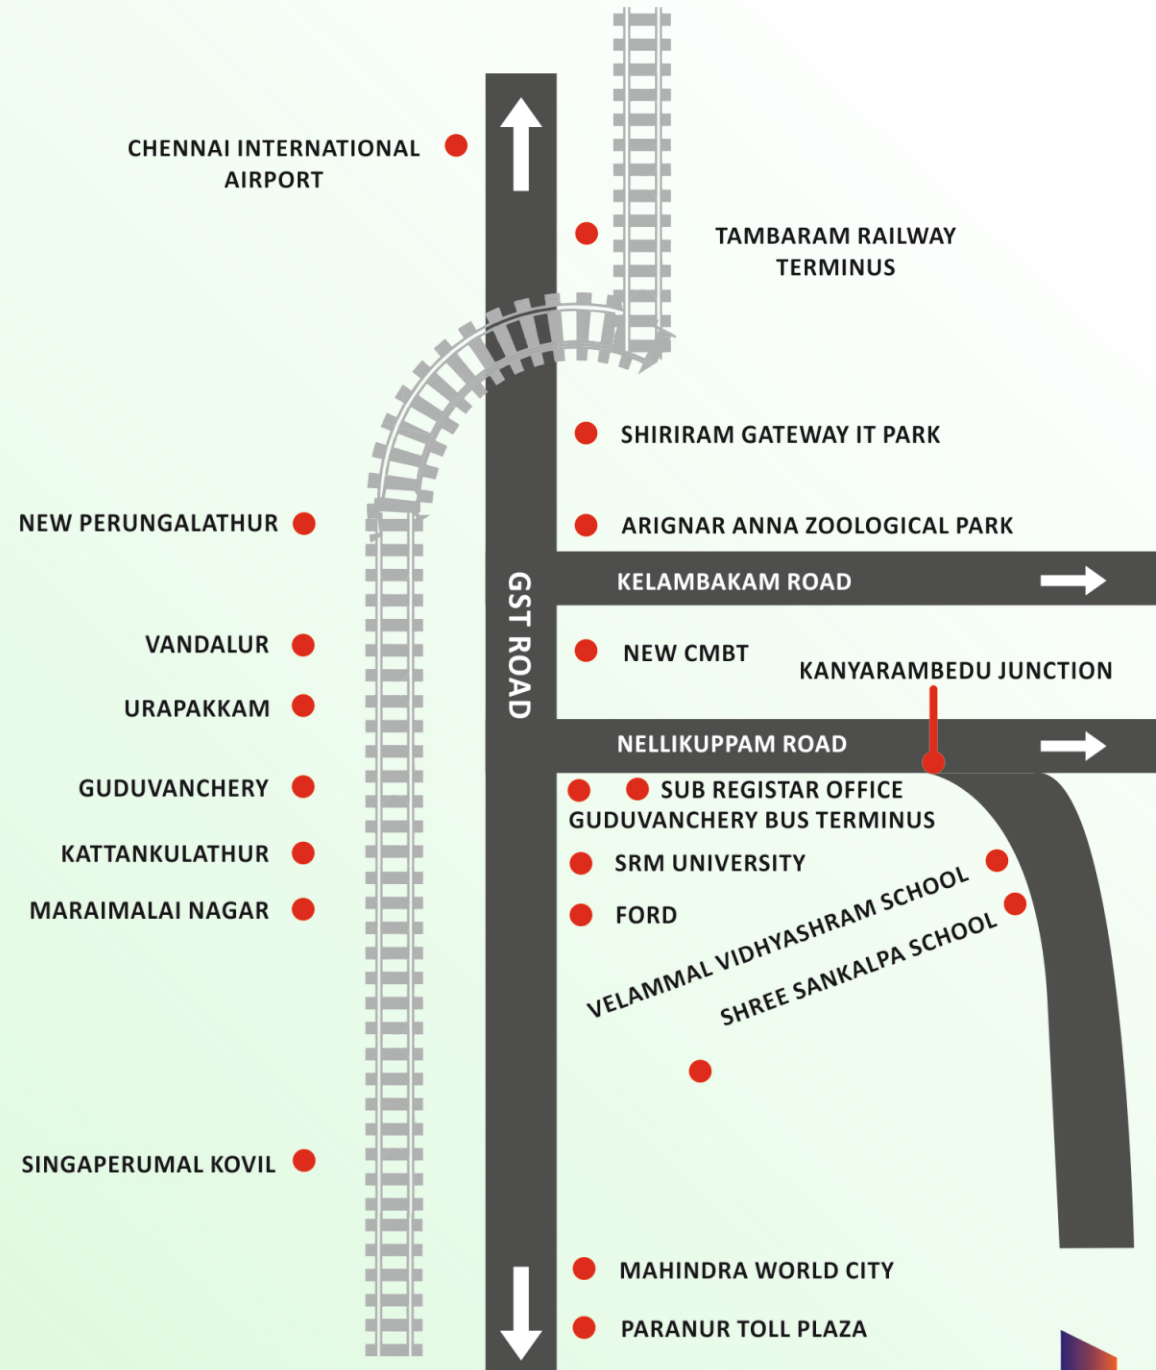 CHENNAI INTERNATIONAL
AIRPORT
TAMBARAM RAILWAY
TERMINUS
SHIRIRAM GATEWAY IT PARK
NEW PERUNGALATHUR
ARIGNAR ANNA ZOOLOGICAL PARK
GST ROAD
KELAMBAKAM ROAD
VANDALUR
NEW CMBT
KANYARAMBEDU JUNCTION
URAPAKKAM
NELLIKUPPAM ROAD
GUDUVANCHERY
SUB REGISTAR OFFICE
GUDUVANCHERY BUS TERMINUS
KATTANKULATHUR
SRM UNIVERSITY
MARAIMALAI NAGAR
FORD
VELAMMAL VIDHYASHRAM SCHOOL
SHREE SANKALPA SCHOOL
SINGAPERUMAL KOVIL
MAHINDRA WORLD CITY
PARANUR TOLL PLAZA